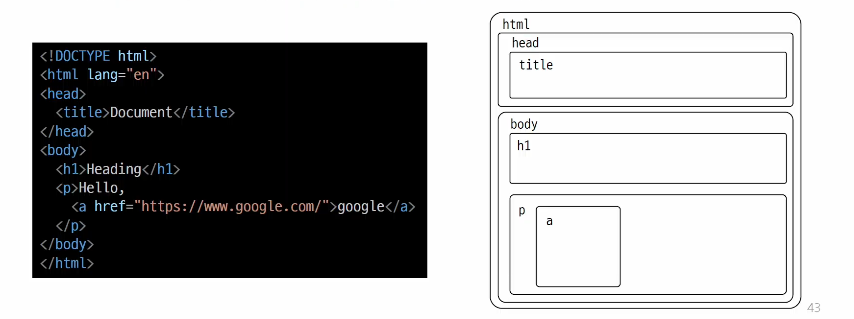 <!DOCTYPE html>
<html lang="en">
<head>
  <title>Document</title>
</head>
<body>
  <h1>Heading</h1>
  <p>Hello,
    <a href="https://www.google.com/">google</a>
  </p>
</body>
</html>
html
head
title
body
h1
p
a
43